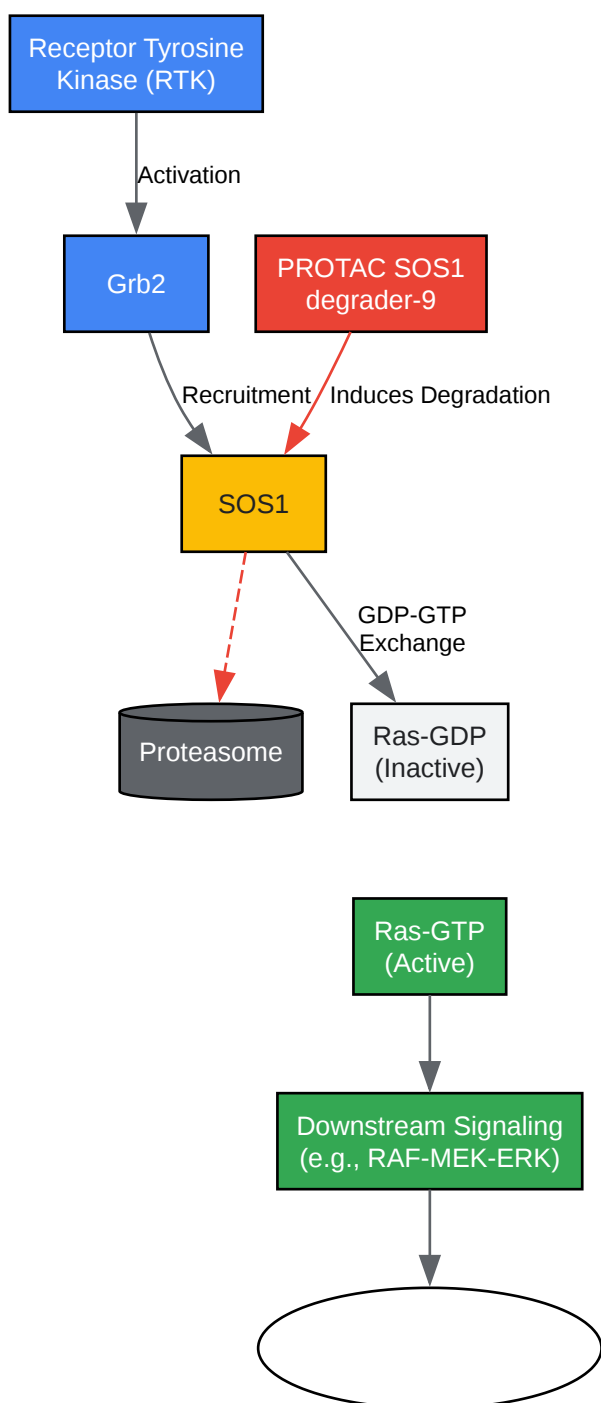 Receptor Tyrosine
Kinase (RTK)
Activation
Grb2
PROTAC SOS1
degrader-9
Recruitment
Induces Degradation
SOS1
GDP-GTP
Exchange
Proteasome
Ras-GDP
(Inactive)
Ras-GTP
(Active)
Downstream Signaling
(e.g., RAF-MEK-ERK)